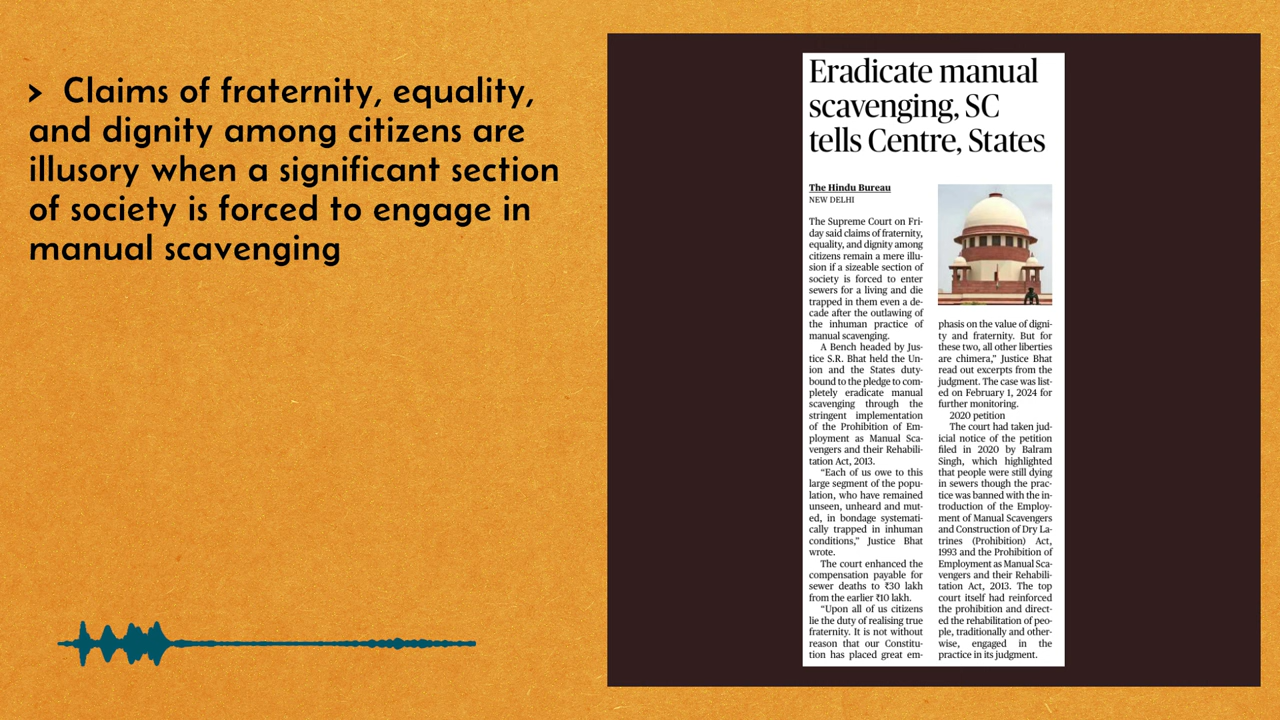 > Claims of fraternity, equality,
and dignity among citizens are
illusory when a significant section
of society is forced to engage in
manual scavenging
Eradicate manual
scavenging, SC
tells Centre, States
The Hindu Bureau
NEW DELHI
The Supreme Court on Fri-
day said claims of fraternity,
equality, and dignity among
citizens remain a mere illu-
sion if a sizeable section of
society is forced to enter
sewers for a living and die
trapped in them even a de-
cade after the outlawing of
the inhuman practice of
manual scavenging.
A Bench headed by Jus-
tice S.R. Bhat held the Un-
ion and the States duty-
bound to the pledge to com-
pletely eradicate manual
scavenging through the
stringent implementation
of the Prohibition of Em-
ployment as Manual Sca-
vengers and their Rehabili-
tation Act, 2013.
“Each of us owe to this
large segment of the popu-
lation, who have remained
unseen, unheard and mut-
ed, in bondage systemati-
cally trapped in inhuman
conditions,” Justice Bhat
wrote.
The court enhanced the
compensation payable for
sewer deaths to ₹30 lakh
from the earlier ₹10 lakh.
“Upon all of us citizens
lie the duty of realising true
fraternity. It is not without
reason that our Constitu-
tion has placed great em-
phasis on the value of digni-
ty and fraternity. But for
these two, all other liberties
are chimera,” Justice Bhat
read out excerpts from the
judgment. The case was list-
ed on February 1, 2024 for
further monitoring.
2020 petition
The court had taken jud-
icial notice of the petition
filed in 2020 by Balram
Singh, which highlighted
that people were still dying
in sewers though the prac-
tice was banned with the in-
troduction of the Employ-
ment of Manual Scavengers
and Construction of Dry La-
trines (Prohibition) Act,
1993 and the Prohibition of
Employment as Manual Sca-
vengers and their Rehabili-
tation Act, 2013. The top
court itself had reinforced
the prohibition and direct-
ed the rehabilitation of peo-
ple, traditionally and other-
wise, engaged in the
practice in its judgment.